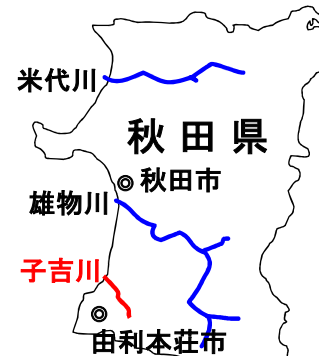 米代川
秋田県
秋田市
雄物川
子吉川
由利本荘市